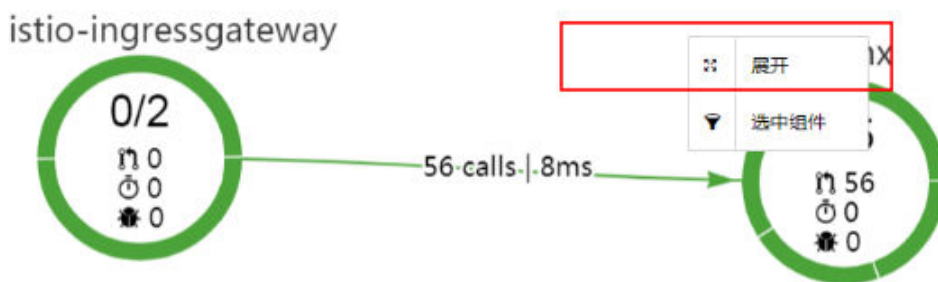 istio-ingressgateway
展开
0/2
选中组件
0
56 calls | 8ms
56
0
0
0
0